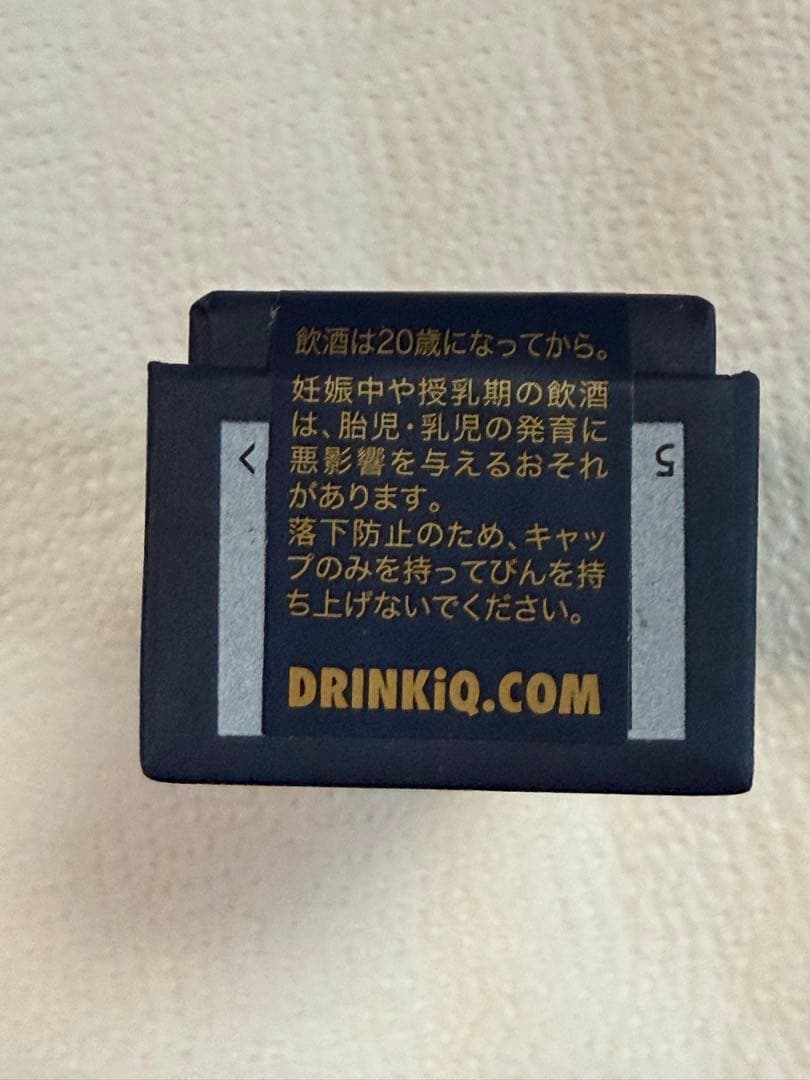 飲酒は20歳になってから。
妊娠中や授乳期の飲酒
は、胎児・乳児の発育に
悪影響を与えるおそれ
があります。
落下防止のため、キャッ
プのみを持ってびんを持
ち上げないでください。
DRINKiQ.COM
5